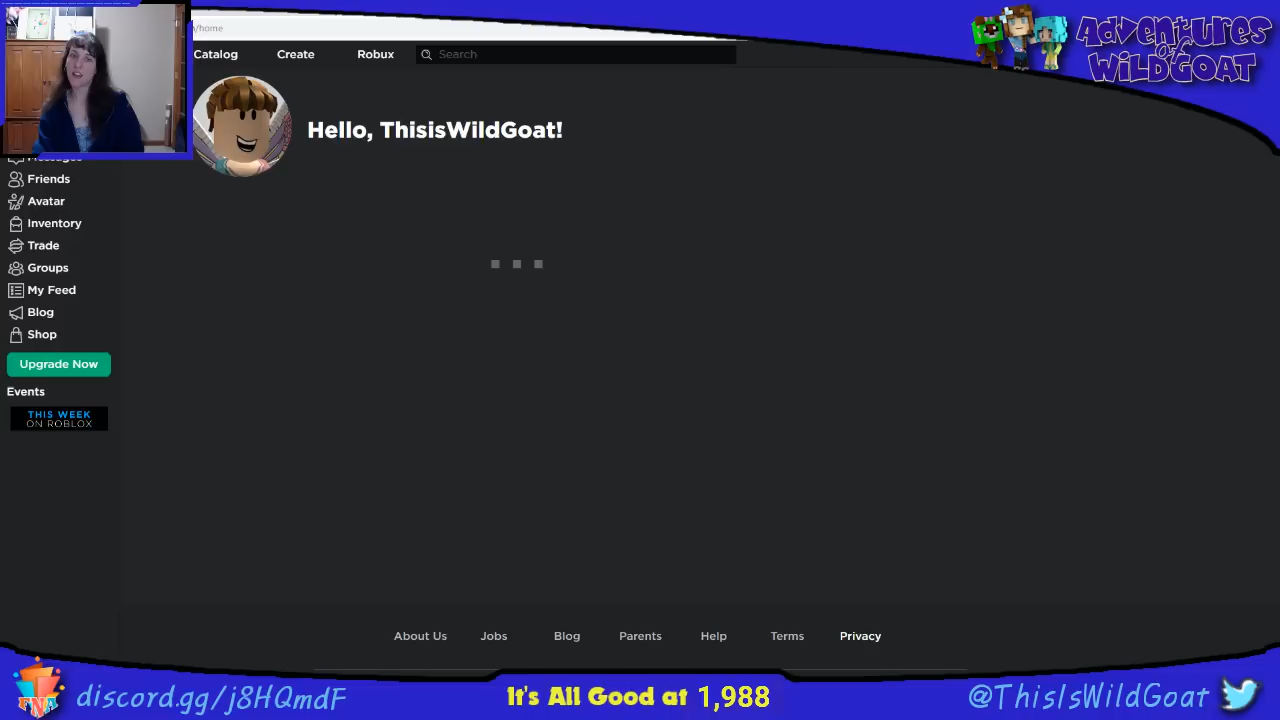 /home
Catalog
Create
Robux
Search
Adventures
of
WildGoat
Hello, ThisisWildGoat!
Messages
Friends
Avatar
Inventory
Trade
Groups
My Feed
Blog
Shop
Upgrade Now
Events
THIS WEEK
ON ROBLOX
About Us
Jobs
Blog
Parents
Help
Terms
Privacy
FNA
discord.gg/j8HQmdF
It's All Good at 1,988
@ThisIsWildGoat